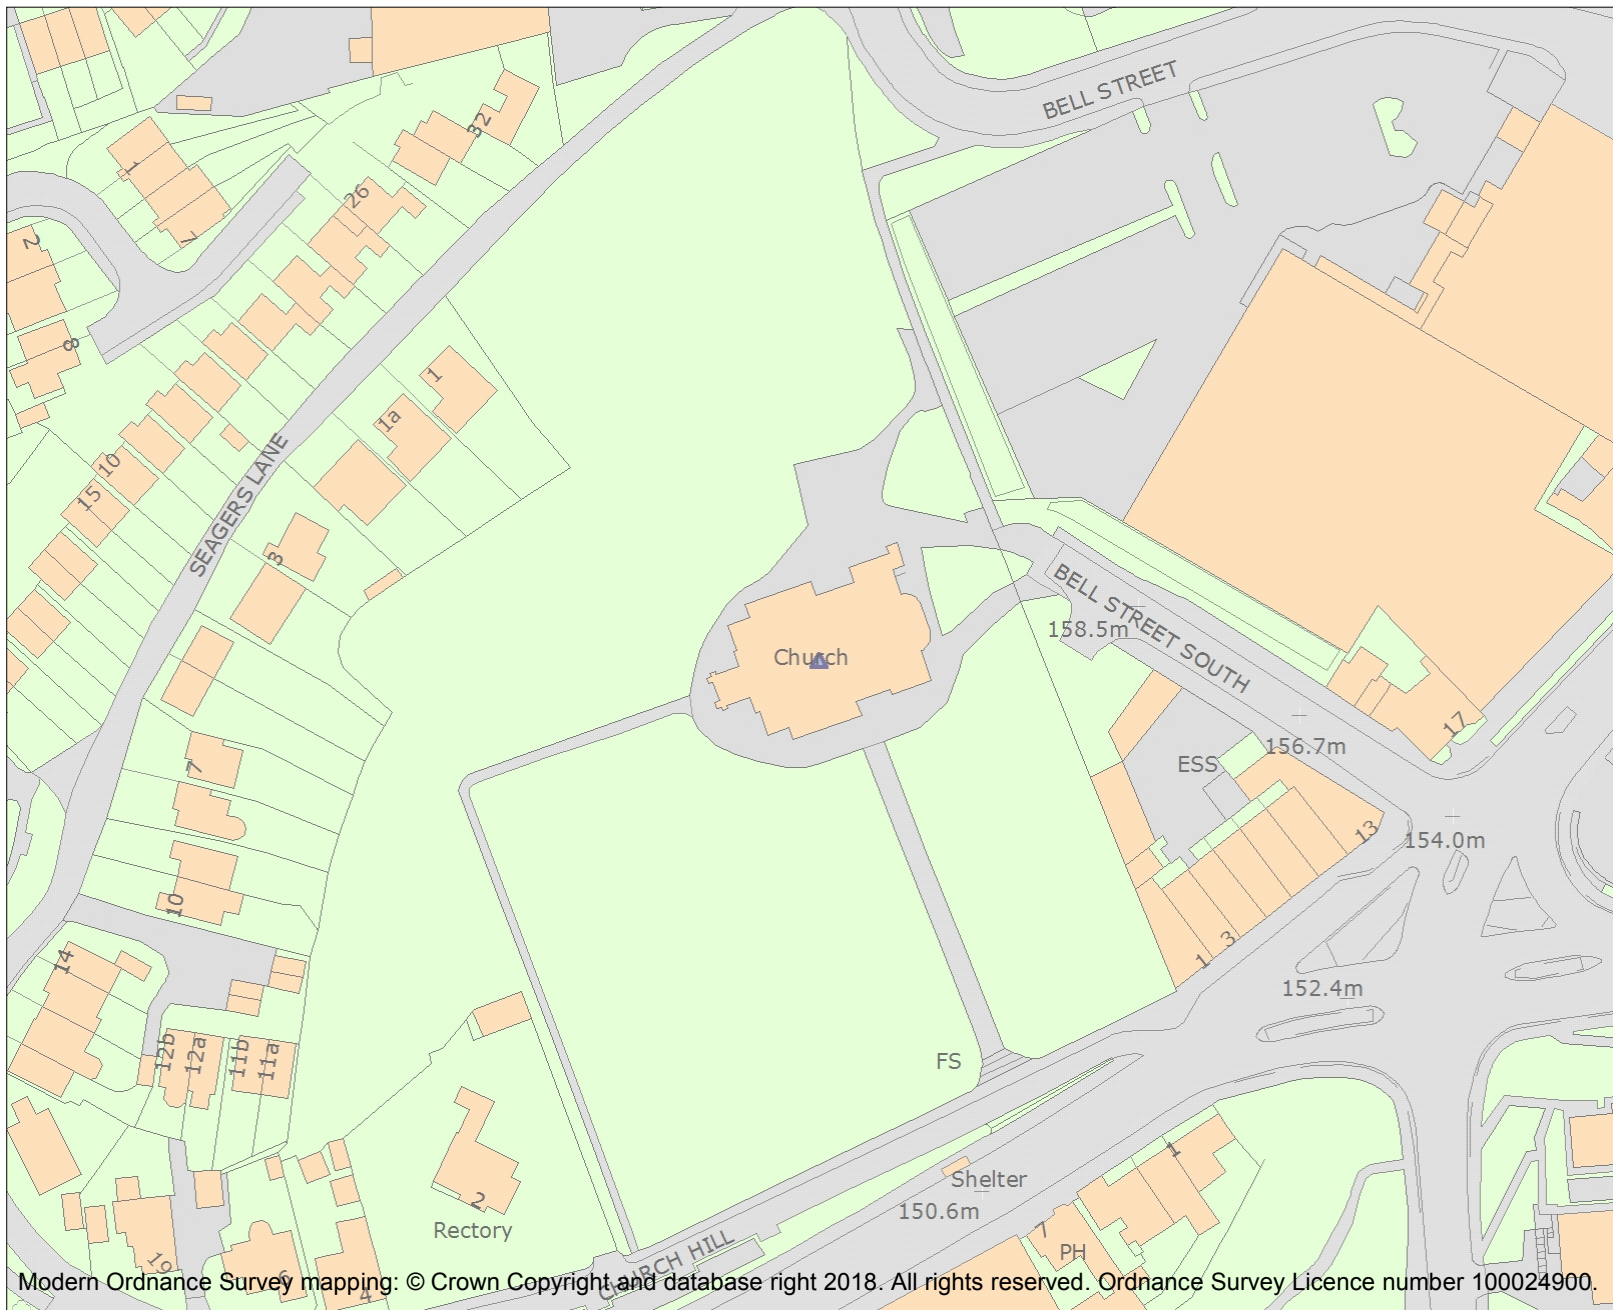 BELL STREET
32
1
26
7
2
8
1
1a
10
SEAGERS LANE
15
3
BELL STREET SOUTH
158.5m
Church
17
156.7m
ESS
7
13
154.0m
10
3
1
14
152.4m
12b
12a
11b
11a
FS
1
Shelter
2
150.6m
Rectory
7
PH
CHURCH HILL
19
6
4
Modern Ordnance Survey mapping: © Crown Copyright and database right 2018. All rights reserved. Ordnance Survey Licence number 100024900.